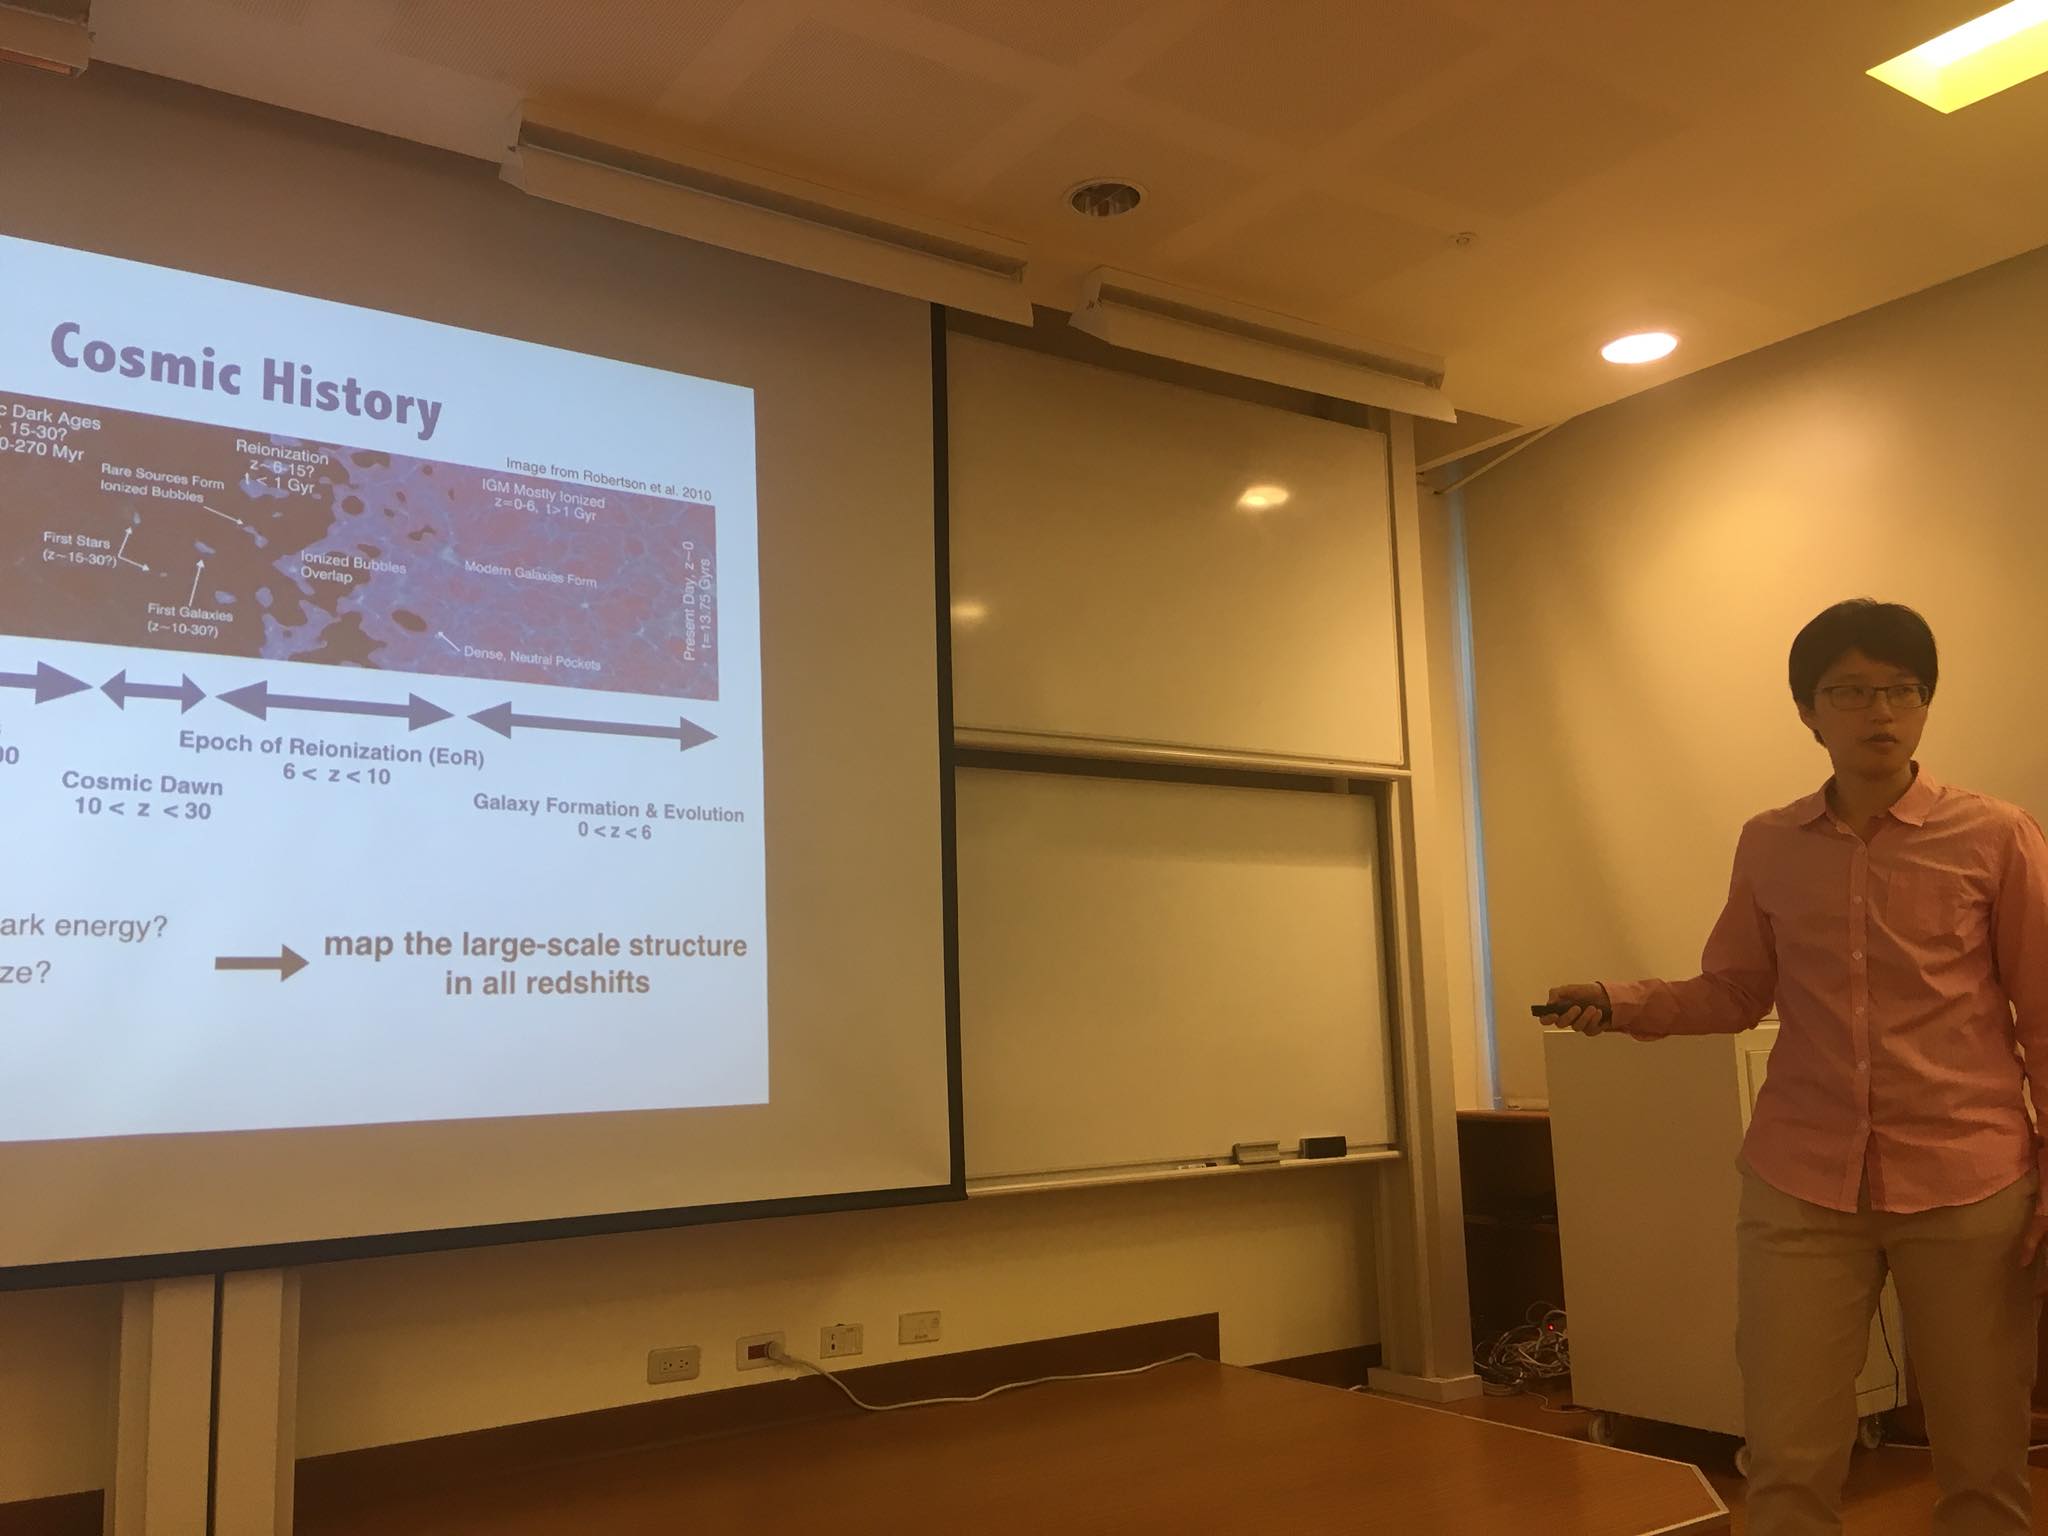 Cosmic History
c Dark Ages
15-30?
0-270 Myr
Rare Sources Form
Ionized Bubbles
Reionization
z~6-15?
t < 1 Gyr
Image from Robertson et al. 2010
IGM Mostly Ionized
z=0-6, t>1 Gyr
First Stars
(z~15-30?)
First Galaxies
(z~10-30?)
Ionized Bubbles
Overlap
Modern Galaxies Form
Dense, Neutral Pockets
Present Day, z~0
t=13.75 Gyrs
00
Cosmic Dawn
10 < z < 30
Epoch of Reionization (EoR)
6 < z < 10
Galaxy Formation & Evolution
0 < z < 6
ark energy?
ze?
map the large-scale structure
in all redshifts